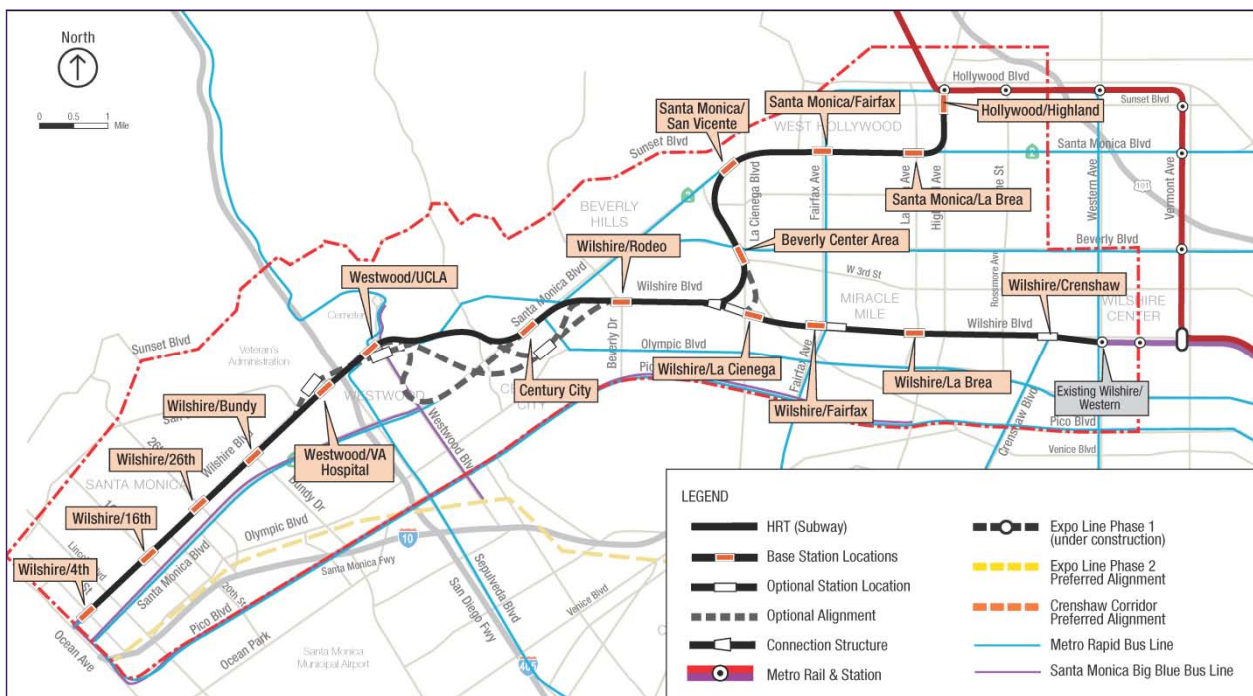 North
0 0.5 1
Mile
Hollywood Blvd
Sunset Blvd
Santa Monica/
San Vicente
Santa Monica/Fairfax
Hollywood/Highland
WEST HOLLYWOOD
Sunset Blvd
Santa Monica Blvd
2
101
La Cienega Blvd
Fairfax Ave
Santa Monica/La Brea
Western Ave
Vermont Ave
BEVERLY
HILLS
Wilshire/Rodeo
Beverly Center Area
Beverly Blvd
Westwood/UCLA
W 3rd St
Rossmore Ave
Santa Monica Blvd
Wilshire Blvd
MIRACLE
MILE
Wilshire/Crenshaw
Wilshire Blvd
WILSHIRE
CENTER
Sunset Blvd
Veteran's
Administration
Beverly Dr
Olympic Blvd
Wilshire/La Cienega
Century City
Fairfax Ave
Wilshire/Fairfax
Wilshire/La Brea
Existing Wilshire/
Western
Crenshaw Blvd
Pico Blvd
Venice Blvd
WESTWOOD
Westwood/VA
Hospital
Wilshire/Bundy
Wilshire Blvd
Wilshire/26th
SANTA MONICA
Bundy Dr
Wilshire/16th
Olympic Blvd
10
Wilshire/4th
Santa Monica Blvd
Santa Monica Fwy
20th St
Pico Blvd
Ocean Park
Ocean Ave
Sepulveda Blvd
San Diego Fwy
Venice Blvd
Santa Monica
Municipal Airport
LEGEND
HRT (Subway)
Base Station Locations
Optional Station Location
Optional Alignment
Connection Structure
Metro Rail & Station
Expo Line Phase 1
(under construction)
Expo Line Phase 2
Preferred Alignment
Crenshaw Corridor
Preferred Alignment
Metro Rapid Bus Line
Santa Monica Big Blue Bus Line